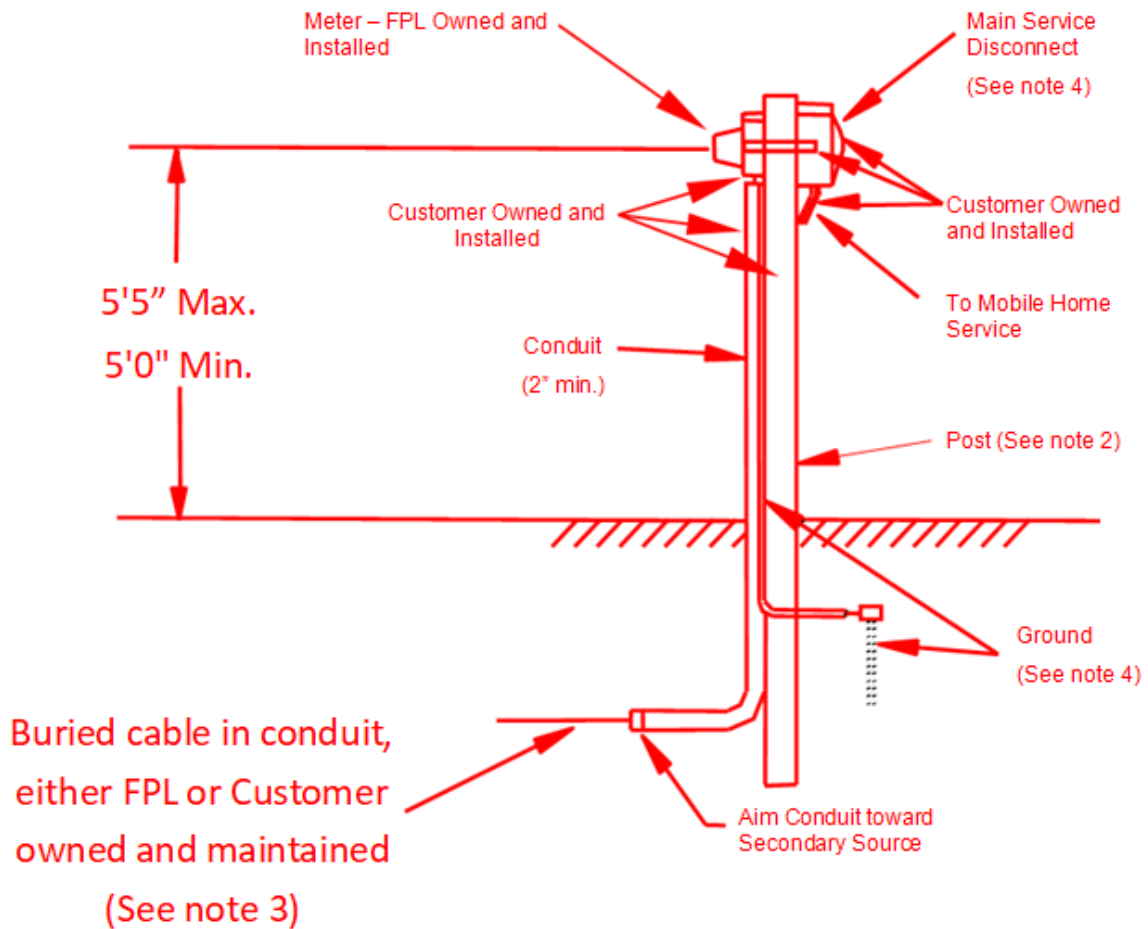 Meter – FPL Owned and
Installed
Main Service
Disconnect
(See note 4)
Customer Owned and
Installed
Customer Owned
and Installed
5'5” Max.
5'0" Min.
To Mobile Home
Service
Conduit
(2” min.)
Post (See note 2)
Ground
(See note 4)
Buried cable in conduit,
either FPL or Customer
owned and maintained
(See note 3)
Aim Conduit toward
Secondary Source